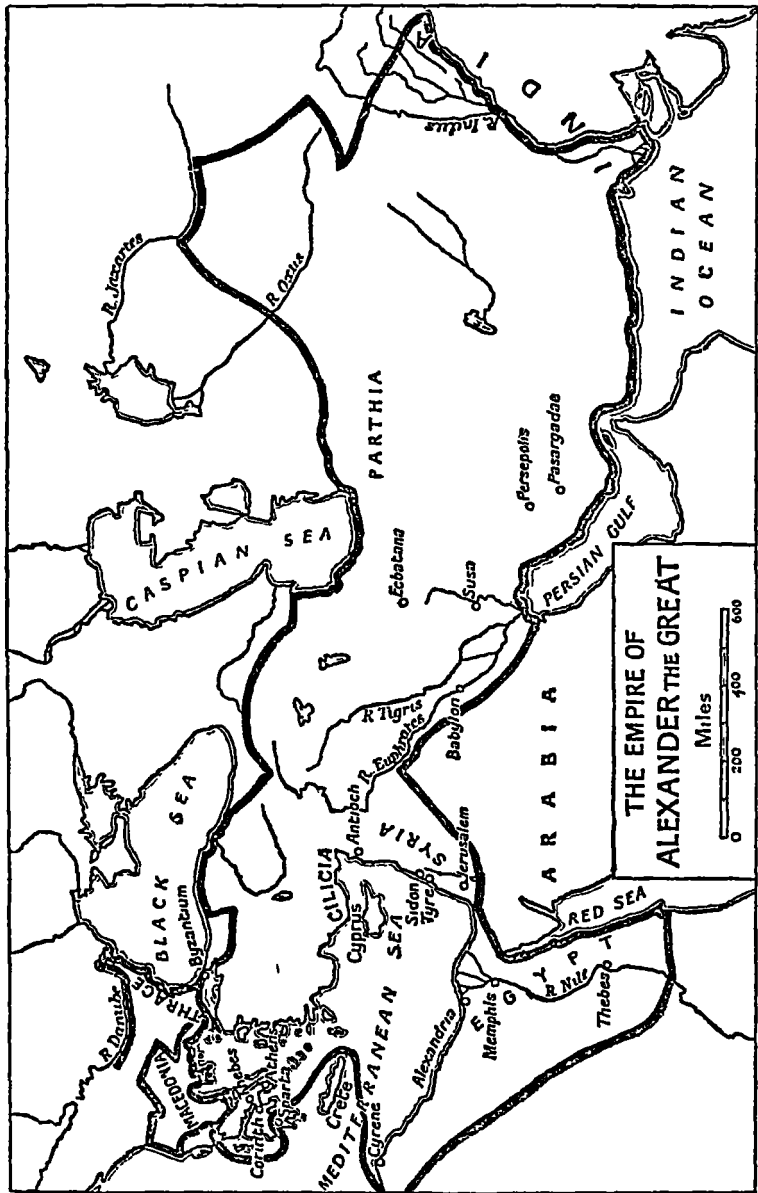 THE EMPIRE OF
ALEXANDER THE GREAT
Miles
0 200 400 600
R. Danube
THRACE
BLACK SEA
Byzantium
MACEDONIA
Athens
Corinth
Sparta
Crete
MEDITERRANEAN SEA
Cyrene
Alexandria
Memphis
EGYPT
R. Nile
Thebes
RED SEA
CILICIA
Cyprus
Antioch
SYRIA
Sidon
Tyre
Jerusalem
ARABIA
R. Tigris
R. Euphrates
Babylon
CASPIAN SEA
Ecbatana
Susa
PERSIAN GULF
Persepolis
Pasargadae
PARTHIA
R. Jaxartes
R. Oxus
R. Indus
INDIA
INDIAN
OCEAN